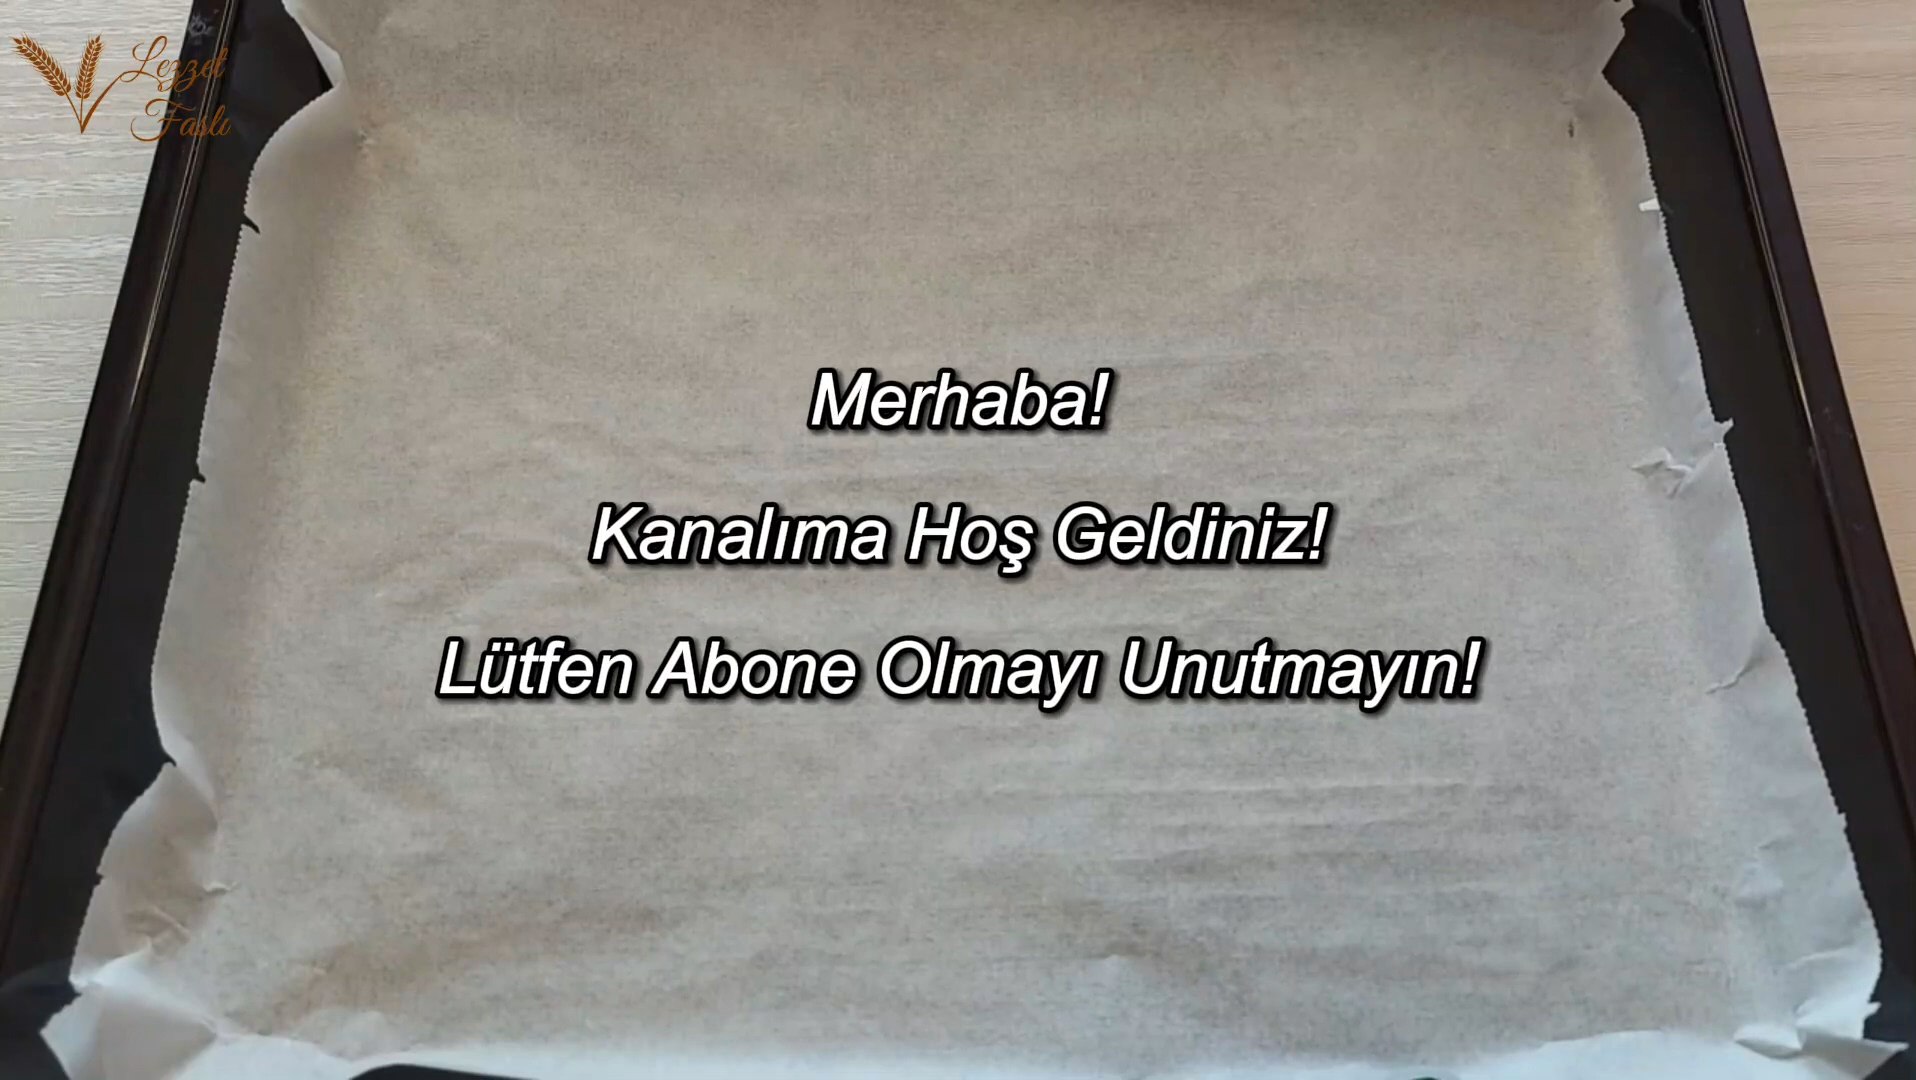 Lezzet
Faslı
Merhaba!
Kanalıma Hoş Geldiniz!
Lütfen Abone Olmayı Unutmayın!